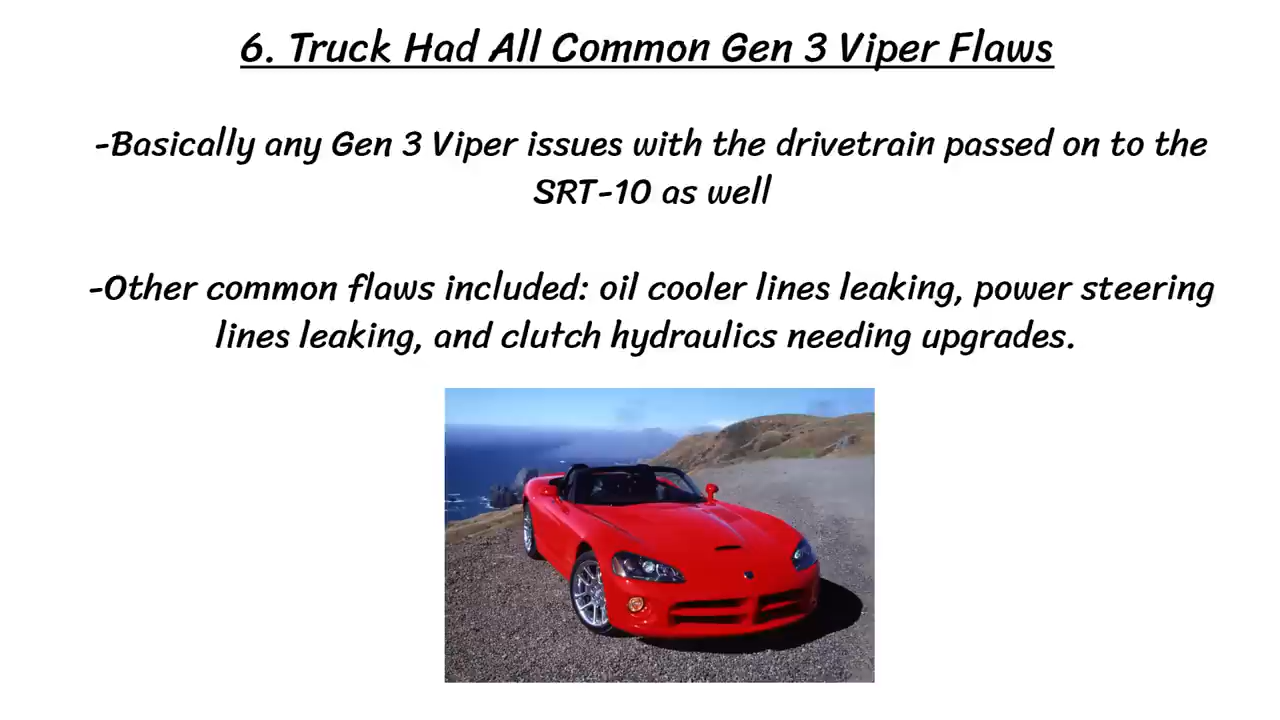 6. Truck Had All Common Gen 3 Viper Flaws
-Basically any Gen 3 Viper issues with the drivetrain passed on to the
SRT-10 as well
-Other common flaws included: oil cooler lines leaking, power steering
lines leaking, and clutch hydraulics needing upgrades.